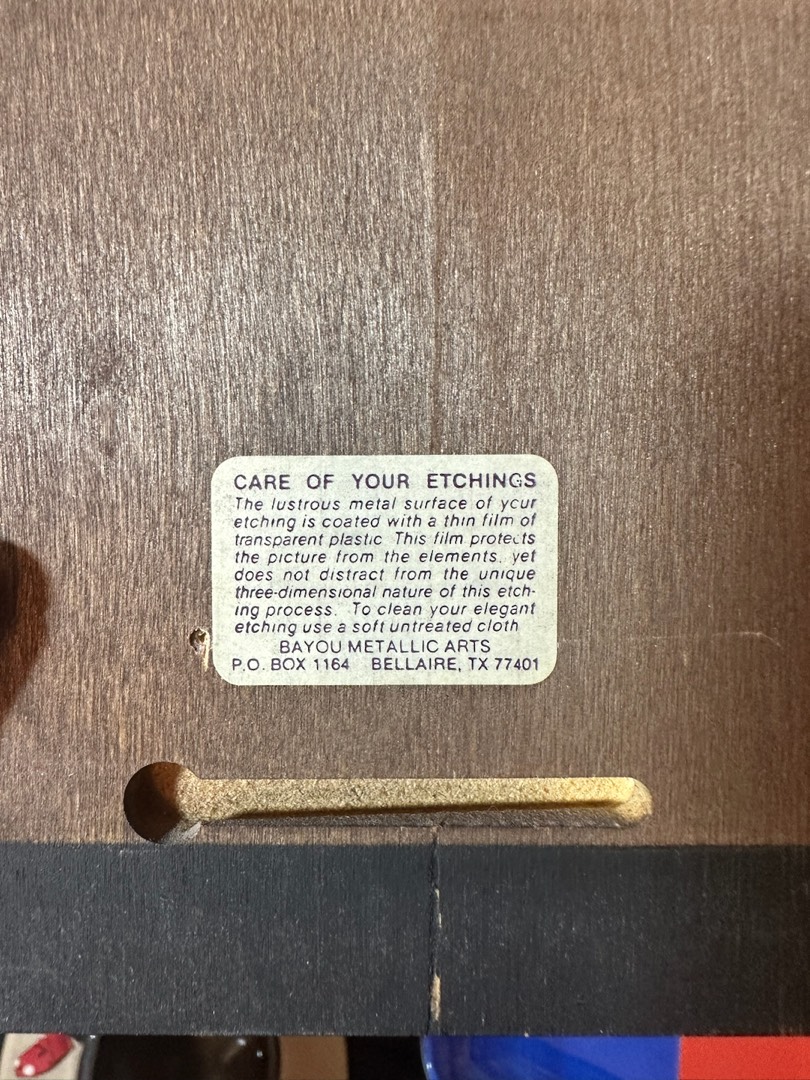 CARE OF YOUR ETCHINGS
The lustrous metal surface of your
etching is coated with a thin film of
transparent plastic. This film protects
the picture from the elements, yet
does not distract from the unique
three-dimensional nature of this etch-
ing process. To clean your elegant
etching use a soft untreated cloth
BAYOU METALLIC ARTS
P.O. BOX 1164 BELLAIRE, TX 77401